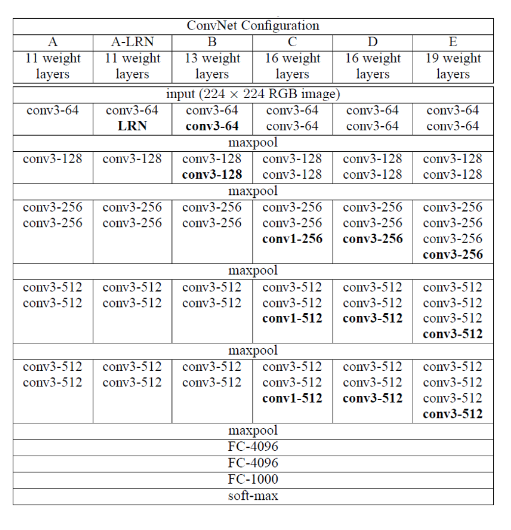 ConvNet Configuration
A A-LRN B C D E
11 weight 11 weight 13 weight 16 weight 16 weight 19 weight
layers layers layers layers layers layers
input (224 × 224 RGB image)
conv3-64 conv3-64 conv3-64 conv3-64 conv3-64 conv3-64
LRN conv3-64 conv3-64 conv3-64 conv3-64
maxpool
conv3-128 conv3-128 conv3-128 conv3-128 conv3-128 conv3-128
conv3-128 conv3-128 conv3-128 conv3-128
maxpool
conv3-256 conv3-256 conv3-256 conv3-256 conv3-256 conv3-256
conv3-256 conv3-256 conv3-256 conv3-256 conv3-256 conv3-256
conv1-256 conv3-256 conv3-256
conv3-256
maxpool
conv3-512 conv3-512 conv3-512 conv3-512 conv3-512 conv3-512
conv3-512 conv3-512 conv3-512 conv3-512 conv3-512 conv3-512
conv1-512 conv3-512 conv3-512
conv3-512
maxpool
conv3-512 conv3-512 conv3-512 conv3-512 conv3-512 conv3-512
conv3-512 conv3-512 conv3-512 conv3-512 conv3-512 conv3-512
conv1-512 conv3-512 conv3-512
conv3-512
maxpool
FC-4096
FC-4096
FC-1000
soft-max